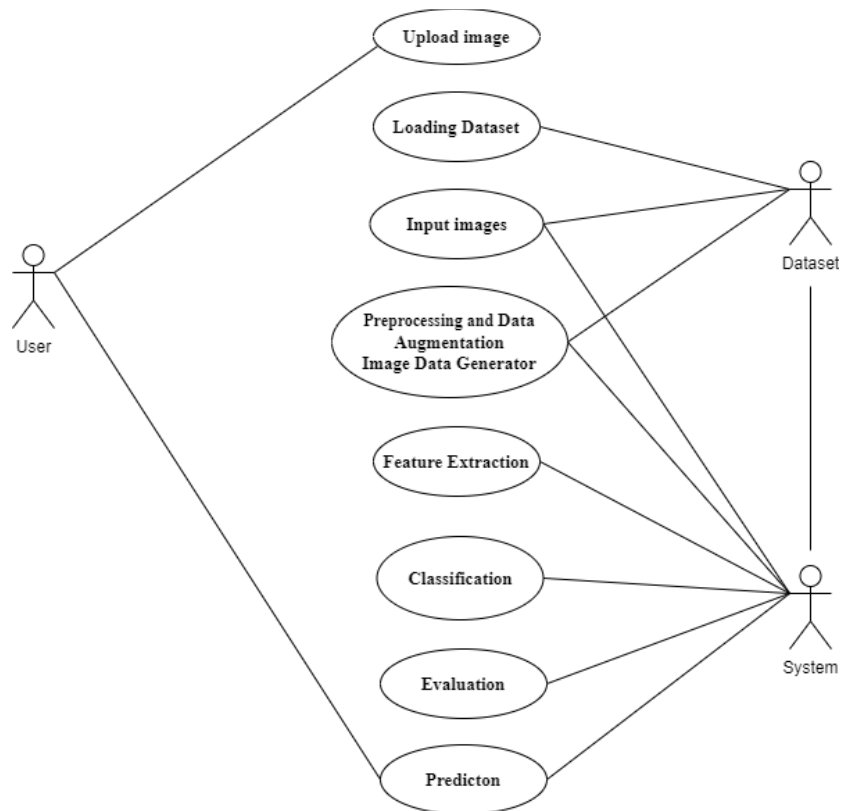 Upload image
Loading Dataset
Input images
Dataset
User
Preprocessing and Data
Augmentation
Image Data Generator
Feature Extraction
Classification
System
Evaluation
Predicton